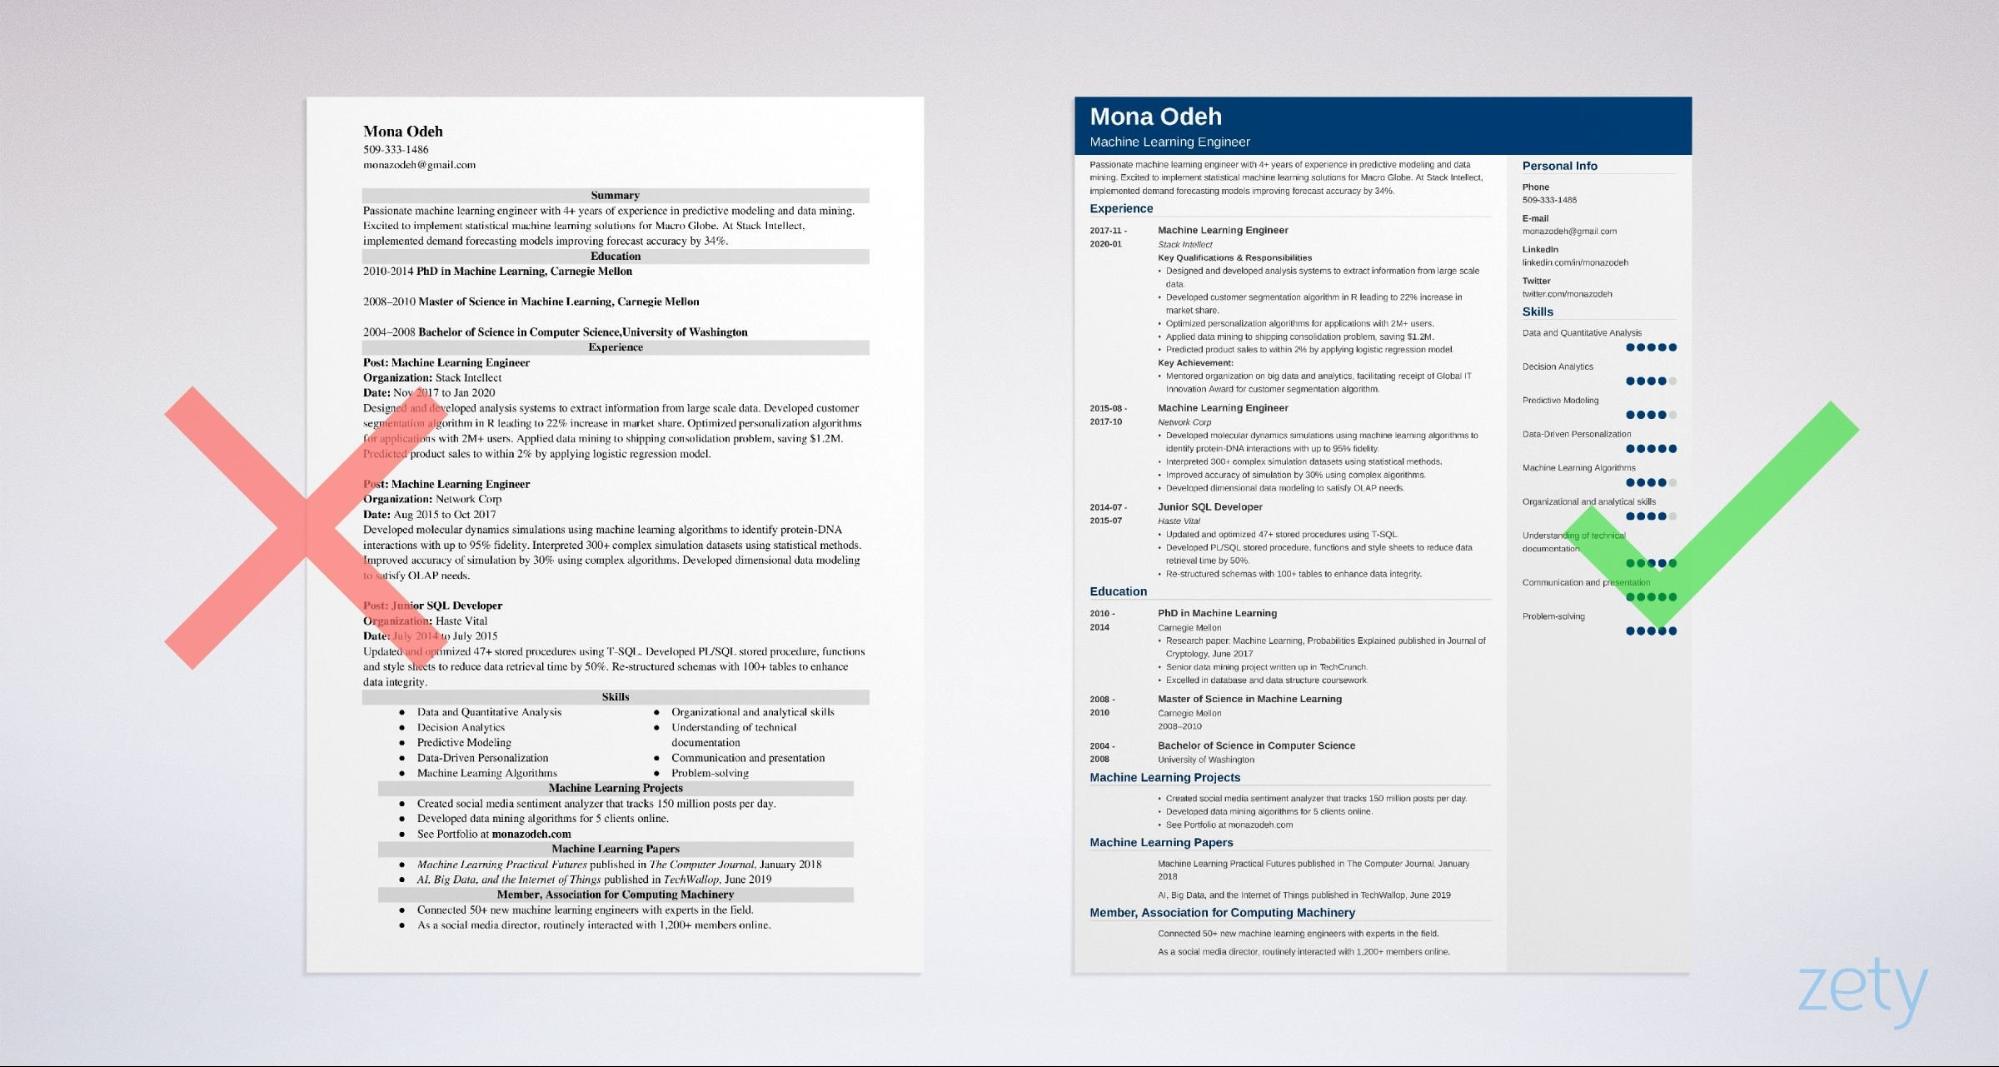 Mona Odeh
509-333-1486
monazodeh@gmail.com
Summary
Passionate machine learning engineer with 4+ years of experience in predictive modeling and data mining.
Excited to implement statistical machine learning solutions for Macro Globe. At Stack Intellect,
implemented demand forecasting models improving forecast accuracy by 34%.
Education
2010-2014 PhD in Machine Learning, Carnegie Mellon
2008–2010 Master of Science in Machine Learning, Carnegie Mellon
2004–2008 Bachelor of Science in Computer Science,University of Washington
Experience
Post: Machine Learning Engineer
Organization: Stack Intellect
Date: Nov 2017 to Jan 2020
Designed and developed analysis systems to extract information from large scale data. Developed customer
segmentation algorithm in R leading to 22% increase in market share. Optimized personalization algorithms
for applications with 2M+ users. Applied data mining to shipping consolidation problem, saving $1.2M.
Predicted product sales to within 2% by applying logistic regression model.
Post: Machine Learning Engineer
Organization: Network Corp
Date: Aug 2015 to Oct 2017
Developed molecular dynamics simulations using machine learning algorithms to identify protein-DNA
interactions with up to 95% fidelity. Interpreted 300+ complex simulation datasets using statistical methods.
Improved accuracy of simulation by 30% using complex algorithms. Developed dimensional data modeling
to satisfy OLAP needs.
Post: Junior SQL Developer
Organization: Haste Vital
Date: July 2014 to July 2015
Updated and optimized 47+ stored procedures using T-SQL. Developed PL/SQL stored procedure, functions
and style sheets to reduce data retrieval time by 50%. Re-structured schemas with 100+ tables to enhance
data integrity.
Skills
● Data and Quantitative Analysis
● Decision Analytics
● Predictive Modeling
● Data-Driven Personalization
● Machine Learning Algorithms
● Organizational and analytical skills
● Understanding of technical
documentation
● Communication and presentation
● Problem-solving
Machine Learning Projects
● Created social media sentiment analyzer that tracks 150 million posts per day.
● Developed data mining algorithms for 5 clients online.
● See Portfolio at monazodeh.com
Machine Learning Papers
● Machine Learning Practical Futures published in The Computer Journal, January 2018
● AI, Big Data, and the Internet of Things published in TechWallop, June 2019
Member, Association for Computing Machinery
● Connected 50+ new machine learning engineers with experts in the field.
● As a social media director, routinely interacted with 1,200+ members online.
Mona Odeh
Machine Learning Engineer
Passionate machine learning engineer with 4+ years of experience in predictive modeling and data
mining. Excited to implement statistical machine learning solutions for Macro Globe. At Stack Intellect,
implemented demand forecasting models improving forecast accuracy by 34%.
Experience
2017-11 - Machine Learning Engineer
2020-01 Stack Intellect
Key Qualifications & Responsibilities
• Designed and developed analysis systems to extract information from large scale
data.
• Developed customer segmentation algorithm in R leading to 22% increase in
market share.
• Optimized personalization algorithms for applications with 2M+ users.
• Applied data mining to shipping consolidation problem, saving $1.2M.
• Predicted product sales to within 2% by applying logistic regression model
Key Achievement:
• Mentored organization on big data and analytics, facilitating receipt of Global IT
Innovation Award for customer segmentation algorithm.
2015-08 - Machine Learning Engineer
2017-10 Network Corp
• Developed molecular dynamics simulations using machine learning algorithms to
identify protein-DNA interactions with up to 95% fidelity.
• Interpreted 300+ complex simulation datasets using statistical methods.
• Improved accuracy of simulation by 30% using complex algorithms.
• Developed dimensional data modeling to satisfy OLAP needs.
2014-07 - Junior SQL Developer
2015-07 Haste Vital
• Updated and optimized 47+ stored procedures using T-SQL
• Developed PL/SQL stored procedure, functions and style sheets to reduce data
retrieval time by 50%.
• Re-structured schemas with 100+ tables to enhance data integrity.
Education
2010 - PhD in Machine Learning
2014 Carnegie Mellon
• Research paper: Machine Learning, Probabilities Explained published in Journal of
Cryptology, June 2017
• Senior data mining project written up in TechCrunch.
• Excelled in database and data structure coursework.
2008 - Master of Science in Machine Learning
2010 Carnegie Mellon
2008–2010
2004 - Bachelor of Science in Computer Science
2008 University of Washington
Machine Learning Projects
• Created social media sentiment analyzer that tracks 150 million posts per day.
• Developed data mining algorithms for 5 clients online.
• See Portfolio at monazodeh.com
Machine Learning Papers
Machine Learning Practical Futures published in The Computer Journal, January
2018
AI, Big Data, and the Internet of Things published in TechWallop, June 2019
Member, Association for Computing Machinery
Connected 50+ new machine learning engineers with experts in the field.
As a social media director, routinely interacted with 1,200+ members online.
Personal Info
Phone
509-333-1486
E-mail
monazodeh@gmail.com
LinkedIn
linkedin.com/in/monazodeh
Twitter
twitter.com/monazodeh
Skills
Data and Quantitative Analysis
Decision Analytics
Predictive Modeling
Data-Driven Personalization
Machine Learning Algorithms
Organizational and analytical skills
Understanding of technical
documentation
Communication and presentation
Problem-solving
zety